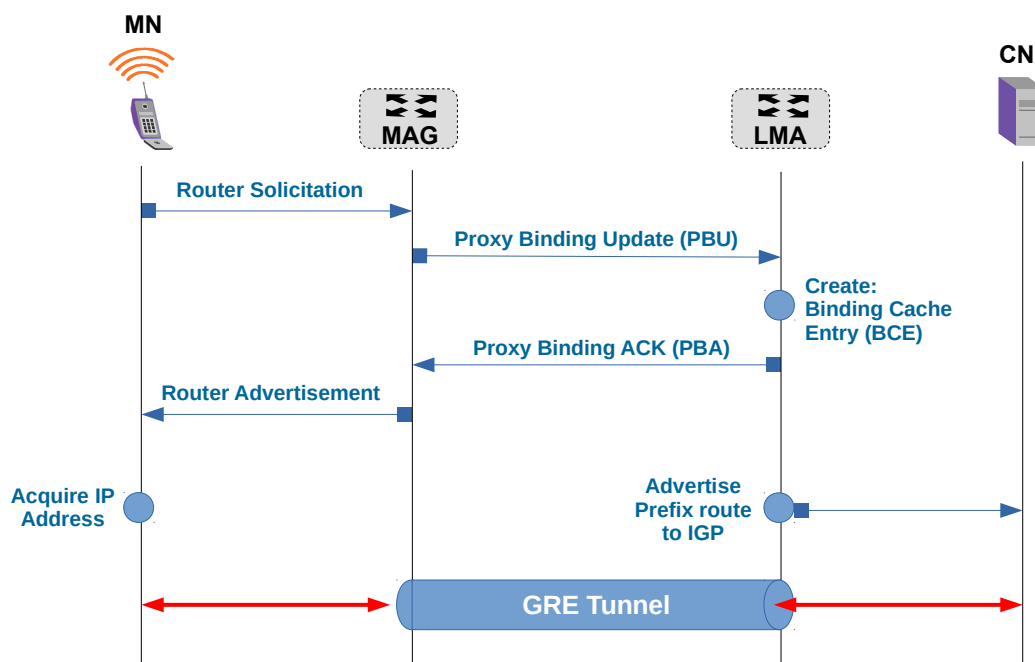 MN
CN
MAG
LMA
Router Solicitation
Proxy Binding Update (PBU)
Create:
Binding Cache
Entry (BCE)
Proxy Binding ACK (PBA)
Router Advertisement
Acquire IP
Address
Advertise
Prefix route
to IGP
GRE Tunnel